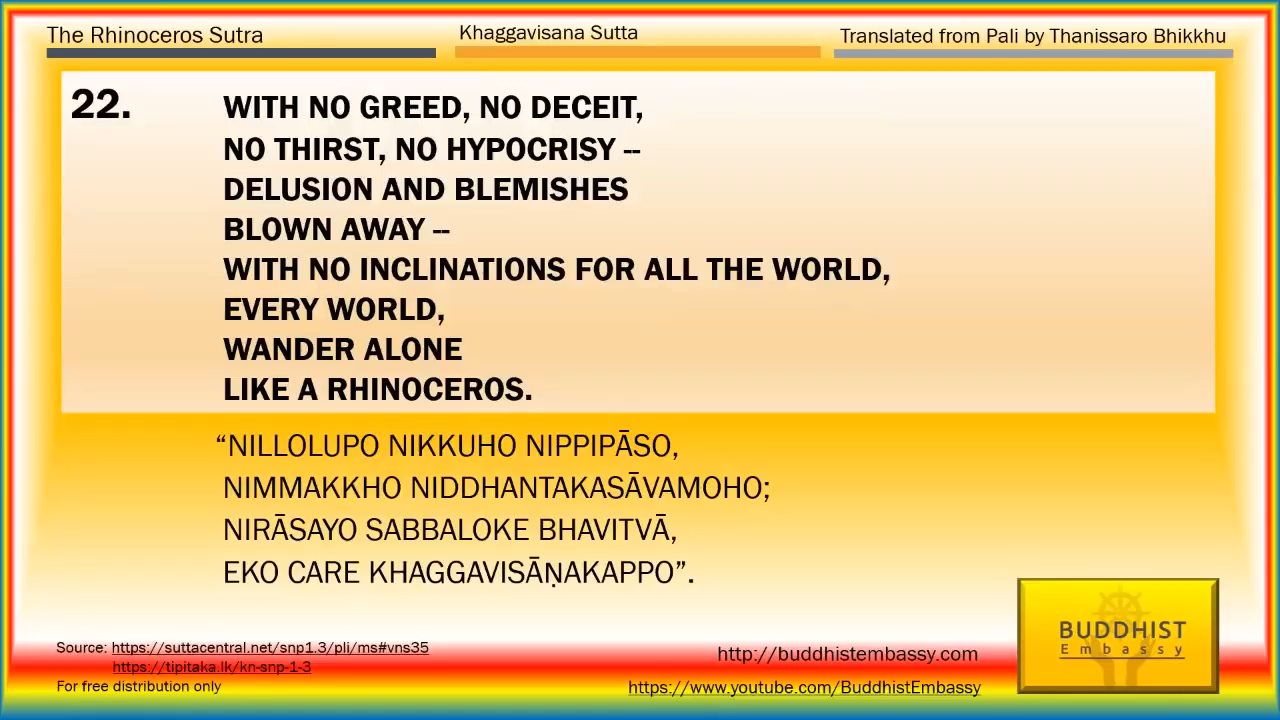 The Rhinoceros Sutra
Khaggavisana Sutta
Translated from Pali by Thanissaro Bhikkhu
22.
WITH NO GREED, NO DECEIT,
NO THIRST, NO HYPOCRISY --
DELUSION AND BLEMISHES
BLOWN AWAY --
WITH NO INCLINATIONS FOR ALL THE WORLD,
EVERY WORLD,
WANDER ALONE
LIKE A RHINOCEROS.
“NILLOLUPO NIKKUHO NIPPIPĀSO,
NIMMAKKHO NIDDHANTAKASĀVAMOHO;
NIRĀSAYO SABBALOKE BHAVITVĀ,
EKO CARE KHAGGAVISĀṆAKAPPO”.
Source: https://suttacentral.net/snp1.3/pli/ms#vns35
https://tipitaka.lk/kn-snp-1-3
For free distribution only
http://buddhistembassy.com
https://www.youtube.com/BuddhistEmbassy
BUDDHIST
Embassy